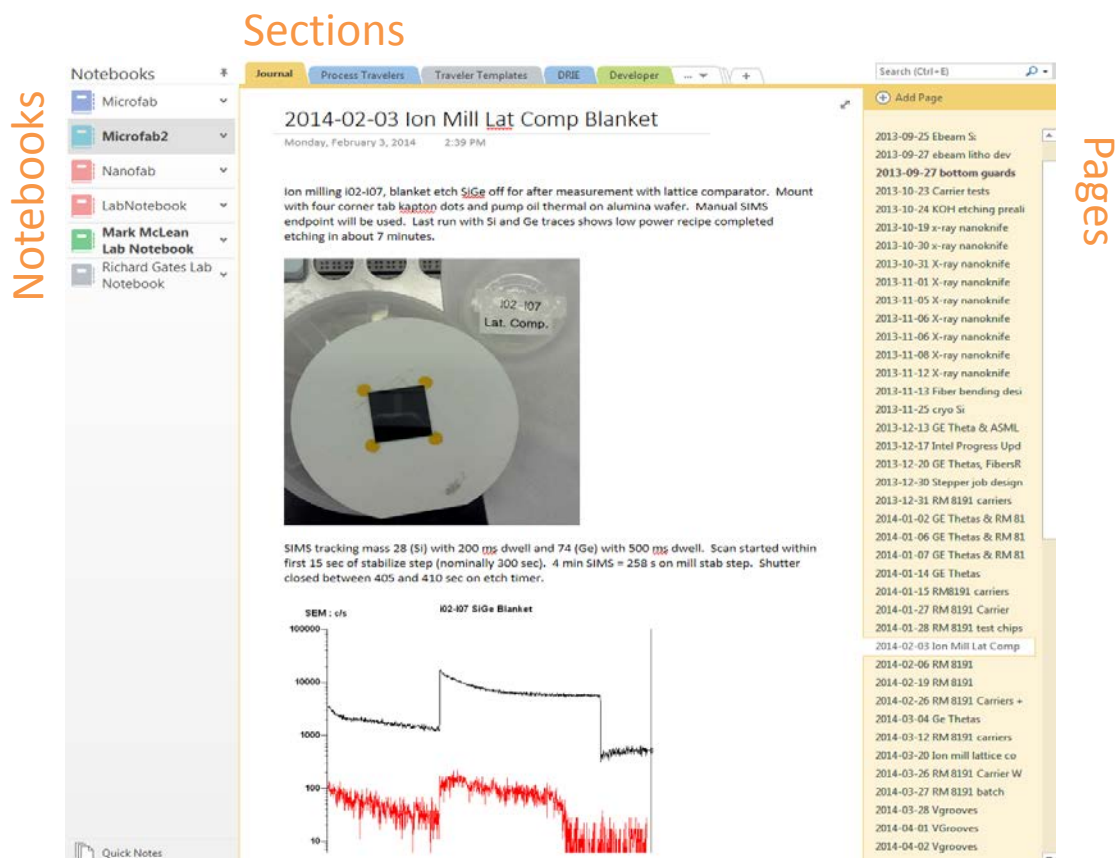 Sections
Notebooks
Notebooks
Microfab
Microfab2
Nanofab
LabNotebook
Mark McLean
Lab Notebook
Richard Gates Lab
Notebook
Quick Notes
Journal
Process Travelers
Traveler Templates
DRIE
Developer
...
+
2014-02-03 Ion Mill Lat Comp Blanket
Monday, February 3, 2014 2:39 PM
Ion milling i02-I07, blanket etch SiGe off for after measurement with lattice comparator. Mount
with four corner tab kapton dots and pump oil thermal on alumina wafer. Manual SIMS
endpoint will be used. Last run with Si and Ge traces shows low power recipe completed
etching in about 7 minutes.
I02-I07
Lat. Comp.
SIMS tracking mass 28 (Si) with 200 ms dwell and 74 (Ge) with 500 ms dwell. Scan started within
first 15 sec of stabilize step (nominally 300 sec). 4 min SIMS = 258 s on mill stab step. Shutter
closed between 405 and 410 sec on etch timer.
SEM : c/s
i02-I07 SiGe Blanket
100000
10000
1000
100
10
Search (Ctrl+E)
Add Page
2013-09-25 Ebeam S:
2013-09-27 ebeam litho dev
2013-09-27 bottom guards
2013-10-23 Carrier tests
2013-10-24 KOH etching preali
2013-10-19 x-ray nanoknife
2013-10-30 x-ray nanoknife
2013-10-31 X-ray nanoknife
2013-11-01 X-ray nanoknife
2013-11-05 X-ray nanoknife
2013-11-06 X-ray nanoknife
2013-11-06 X-ray nanoknife
2013-11-08 X-ray nanoknife
2013-11-12 X-ray nanoknife
2013-11-13 Fiber bending desi
2013-11-25 cryo Si
2013-12-13 GE Theta & ASML
2013-12-17 Intel Progress Upd
2013-12-20 GE Thetas, FibersR
2013-12-30 Stepper job design
2013-12-31 RM 8191 carriers
2014-01-02 GE Thetas & RM 81
2014-01-06 GE Thetas & RM 81
2014-01-07 GE Thetas & RM 81
2014-01-14 GE Thetas
2014-01-15 RM8191 carriers
2014-01-27 RM 8191 Carrier
2014-01-28 RM 8191 test chips
2014-02-03 Ion Mill Lat Comp
2014-02-06 RM 8191
2014-02-19 RM 8191
2014-02-26 RM 8191 Carriers +
2014-03-04 Ge Thetas
2014-03-12 RM 8191 carriers
2014-03-20 Ion mill lattice co
2014-03-26 RM 8191 Carrier W
2014-03-27 RM 8191 batch
2014-03-28 Vgrooves
2014-04-01 VGrooves
2014-04-02 Vgrooves
Pages